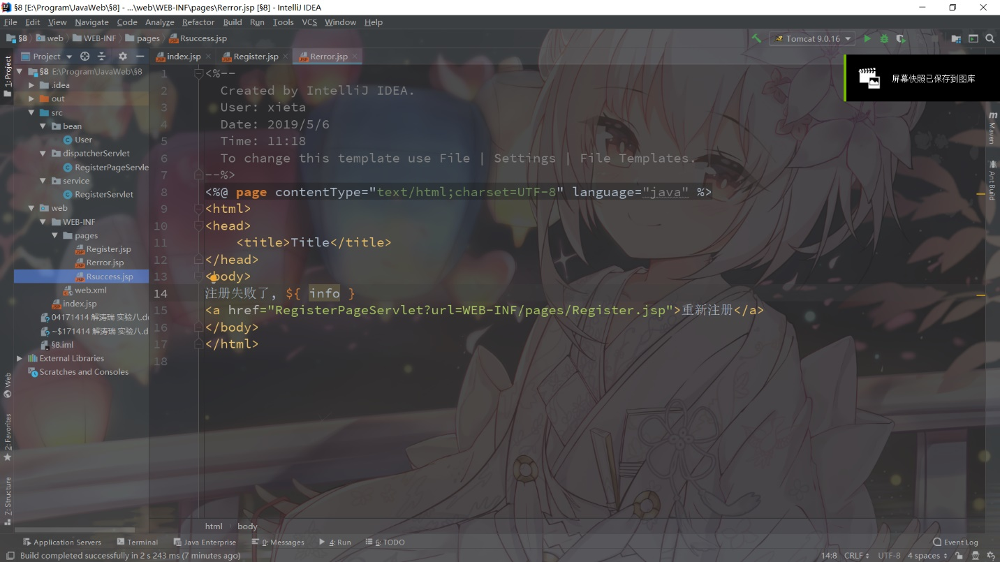 §8 [E:\Program\JavaWeb\§8] - ...\web\WEB-INF\pages\Rerror.jsp [§8] - IntelliJ IDEA
File Edit View Navigate Code Analyze Refactor Build Run Tools VCS Window Help
§8 web WEB-INF pages Rsuccess.jsp
Tomcat 9.0.16
Project
index.jsp Register.jsp Rerror.jsp
屏幕快照已保存到图库
1: Project
§8 E:\Program\JavaWeb\§8
.idea
out
src
bean
User
dispatcherServlet
RegisterPageServle
service
RegisterServlet
web
WEB-INF
pages
Register.jsp
Rerror.jsp
Rsuccess.jsp
web.xml
index.jsp
04171414 解涛瑞 实验八.d
~$171414 解涛瑞 实验八.d
§8.iml
External Libraries
Scratches and Consoles
1 <%--
2 Created by IntelliJ IDEA.
3 User: xieta
4 Date: 2019/5/6
5 Time: 11:18
6 To change this template use File | Settings | File Templates.
7 --%>
8 <%@ page contentType="text/html;charset=UTF-8" language="java" %>
9 <html>
10 <head>
11 <title>Title</title>
12 </head>
13 <body>
14 注册失败了, ${ info }
15 <a href="RegisterPageServlet?url=WEB-INF/pages/Register.jsp">重新注册</a>
16 </body>
17 </html>
18
Maven
Ant Build
Web
2: Favorites
Z: Structure
html body
Application Servers Terminal Java Enterprise 0: Messages 4: Run 6: TODO Event Log
Build completed successfully in 2 s 243 ms (7 minutes ago) 14:8 CRLF UTF-8 4 spaces